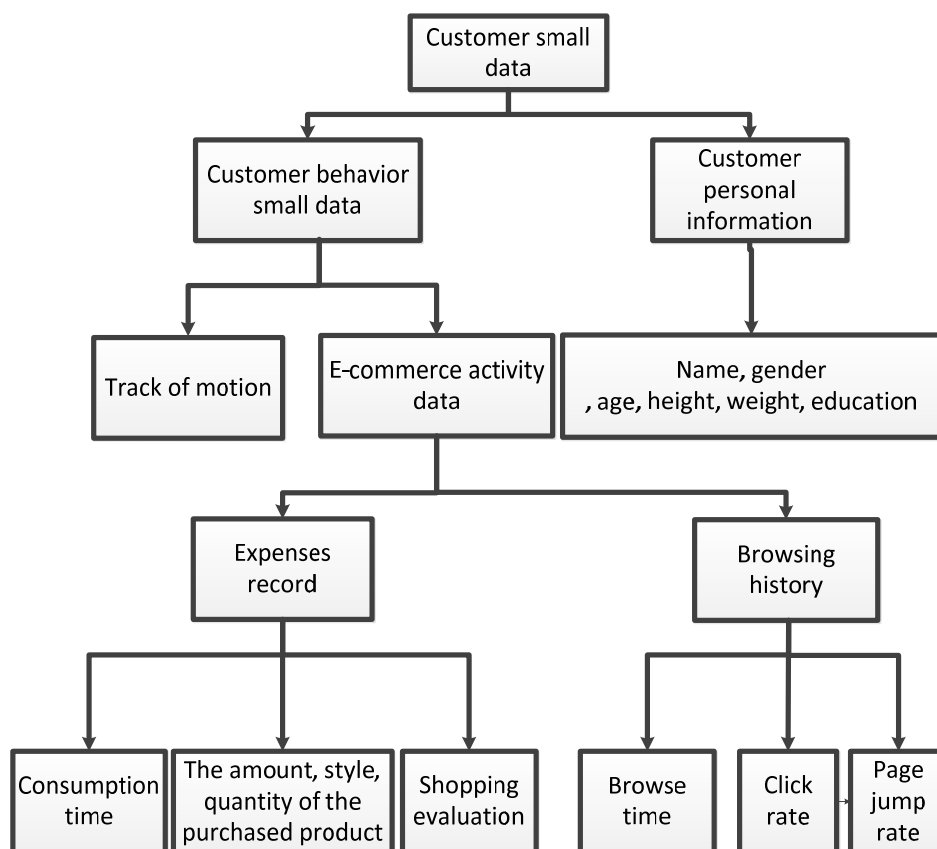 Customer small
data
Customer behavior
small data
Customer
personal
information
Track of motion
E-commerce activity
data
Name, gender
, age, height, weight, education
Expenses
record
Browsing
history
Consumption
time
The amount, style,
quantity of the
purchased product
Shopping
evaluation
Browse
time
Click
rate
Page
jump
rate